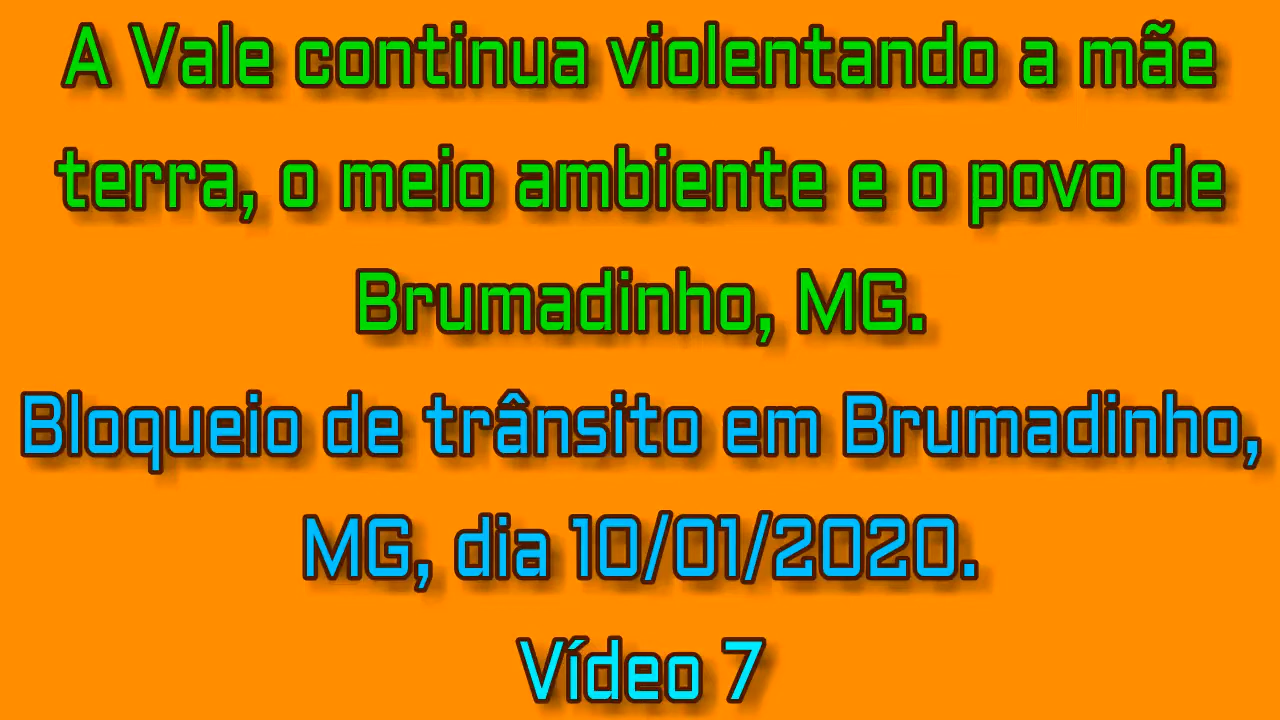 A Vale continua violentando a mãe
terra, o meio ambiente e o povo de
Brumadinho, MG.
Bloqueio de trânsito em Brumadinho,
MG, dia 10/01/2020.
Vídeo 7